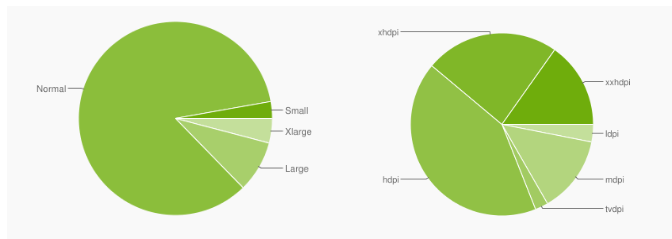 Normal
Small
Xlarge
Large
xhdpi
xxhdpi
ldpi
hdpi
mdpi
tvdpi